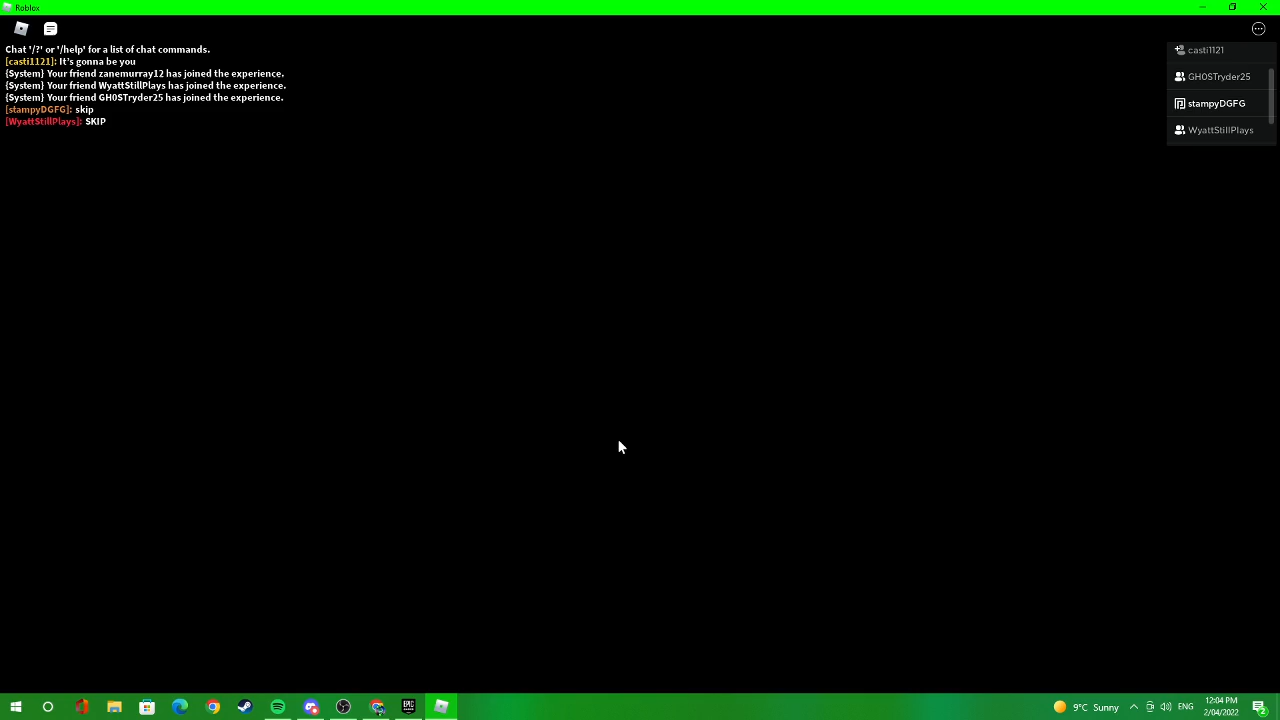 Roblox
Chat '/?' or '/help' for a list of chat commands.
[casti1121]: It's gonna be you
{System} Your friend zanemurray12 has joined the experience.
{System} Your friend WyattStillPlays has joined the experience.
{System} Your friend GH0STryder25 has joined the experience.
[stampyDGFG]: skip
[WyattStillPlays]: SKIP
casti1121
GH0STryder25
stampyDGFG
WyattStillPlays
EPIC
9°C Sunny
ENG
12:04 PM
2/04/2022
2